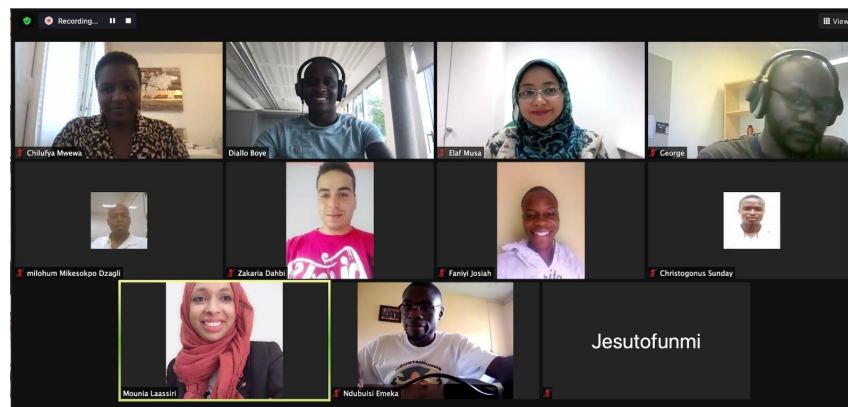 Recording...
View
Chilufya Mwewa
Diallo Boye
Elaf Musa
George
milohum Mikesokpo Dzagli
Zakaria Dahbi
Faniyi Josiah
Christogonus Sunday
Mounia Laassiri
Ndubuisi Emeka
Jesutofunmi